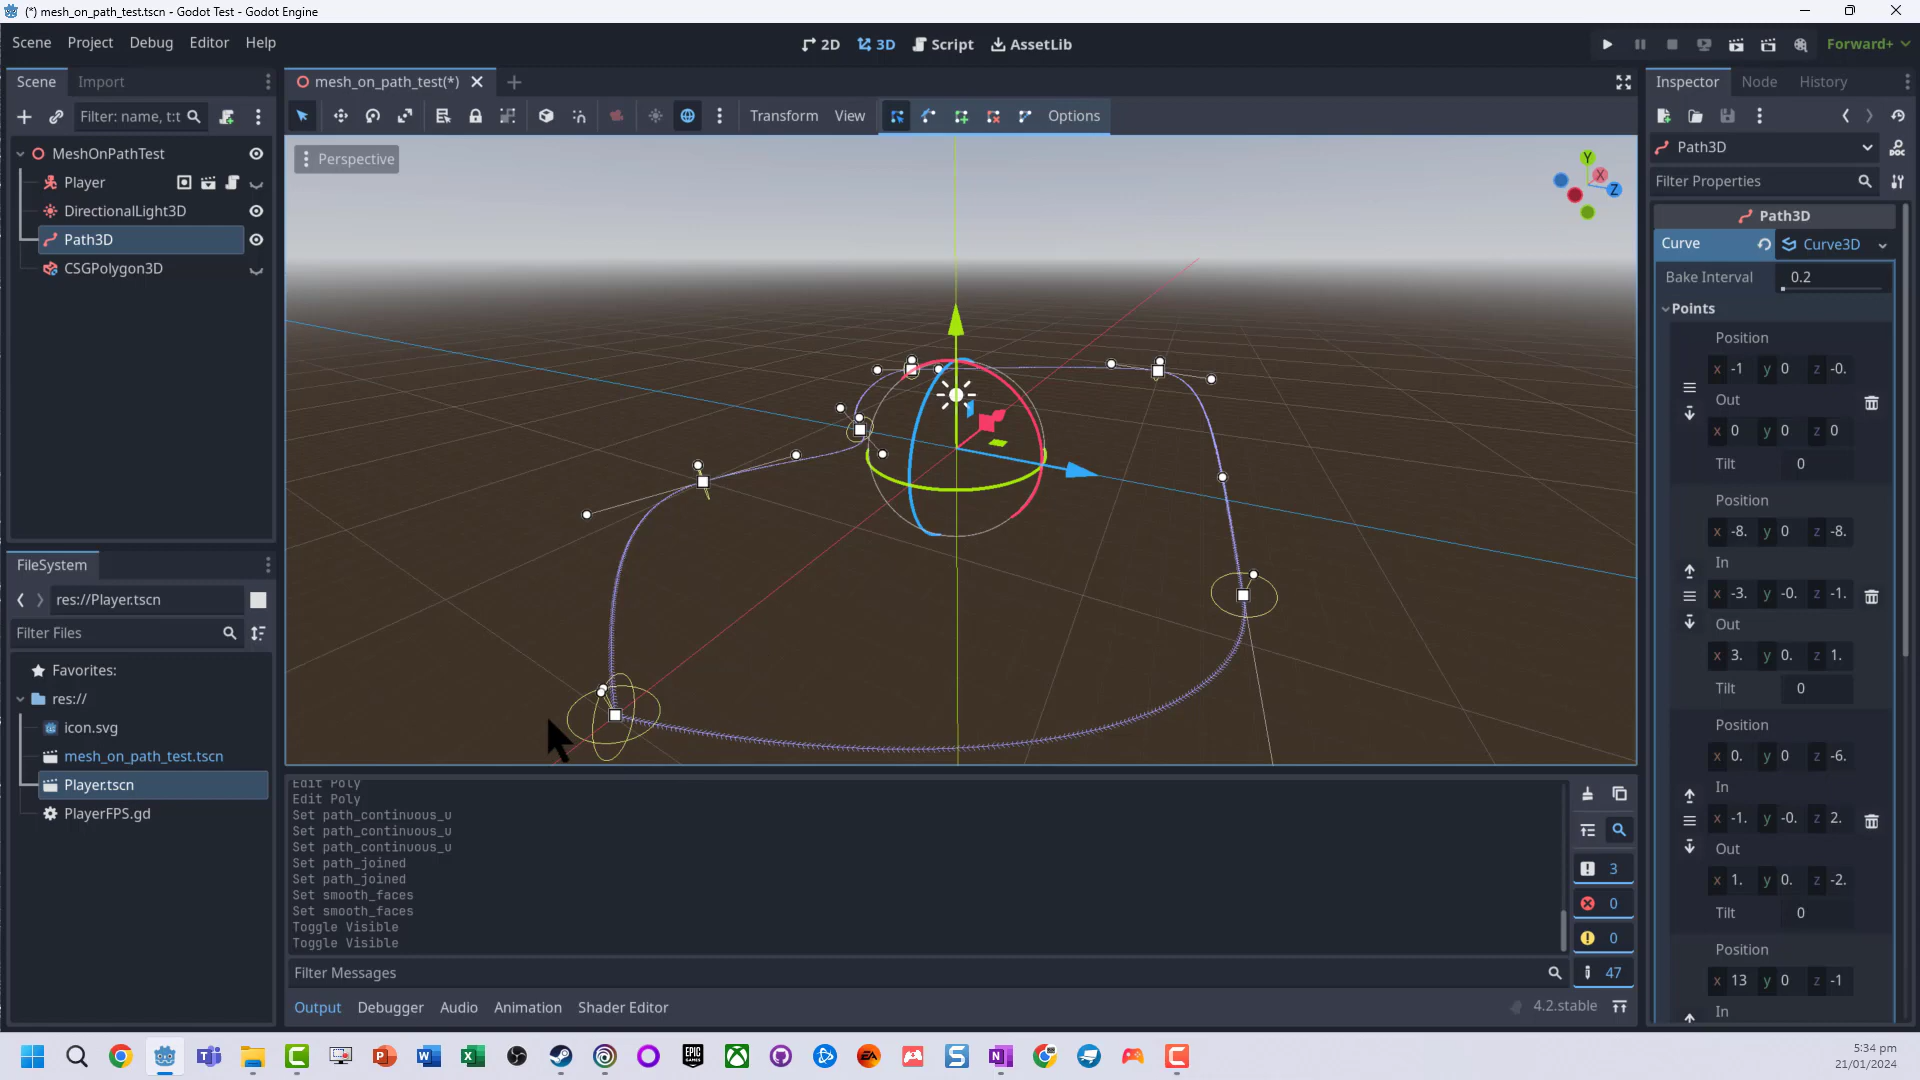 (*) mesh_on_path_test.tscn - Godot Test - Godot Engine
Scene Project Debug Editor Help
2D 3D Script AssetLib
Forward+
Scene Import
mesh_on_path_test(*)
Inspector Node History
Filter: name, t:t
Transform View
Options
MeshOnPathTest
Player
DirectionalLight3D
Path3D
CSGPolygon3D
Perspective
Y
X
Z
Path3D
Filter Properties
Path3D
Curve Curve3D
Bake Interval 0.2
Points
Position
x -1 y 0 z -0.
Out
x 0 y 0 z 0
Tilt 0
Position
x -8. y 0 z -8.
In
x -3. y -0. z -1.
Out
x 3. y 0. z 1.
Tilt 0
Position
x 0. y 0 z -6.
In
x -1. y -0. z 2.
Out
x 1. y 0. z -2.
Tilt 0
Position
x 13 y 0 z -1
In
FileSystem
res://Player.tscn
Filter Files
Favorites:
res://
icon.svg
mesh_on_path_test.tscn
Player.tscn
PlayerFPS.gd
Edit Poly
Edit Poly
Set path_continuous_u
Set path_continuous_u
Set path_continuous_u
Set path_joined
Set path_joined
Set smooth_faces
Set smooth_faces
Toggle Visible
Toggle Visible
3
0
0
47
Filter Messages
Output Debugger Audio Animation Shader Editor
4.2.stable
EPIC GAMES
5:34 pm
21/01/2024